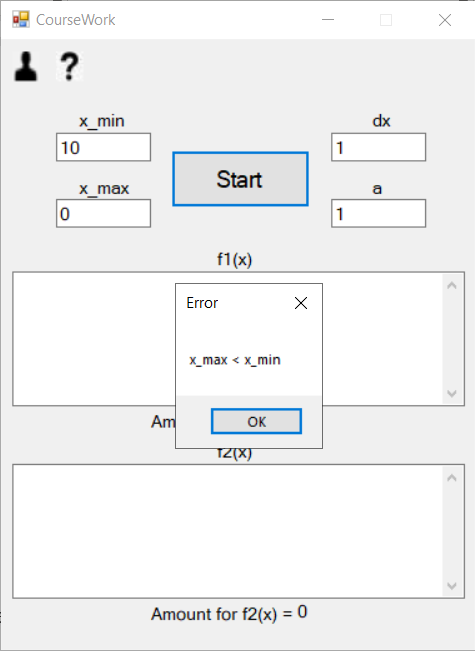 CourseWork
?
x_min
10
x_max
0
Start
dx
1
a
1
f1(x)
Error
x_max < x_min
OK
f2(x)
Amount for f2(x) = 0